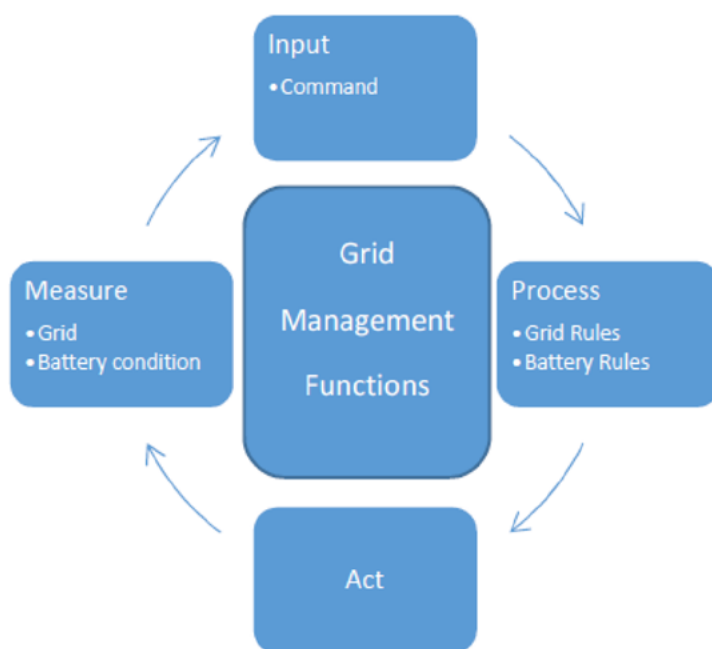 Input
•Command
Grid
Management
Functions
Measure
•Grid
•Battery condition
Process
•Grid Rules
•Battery Rules
Act